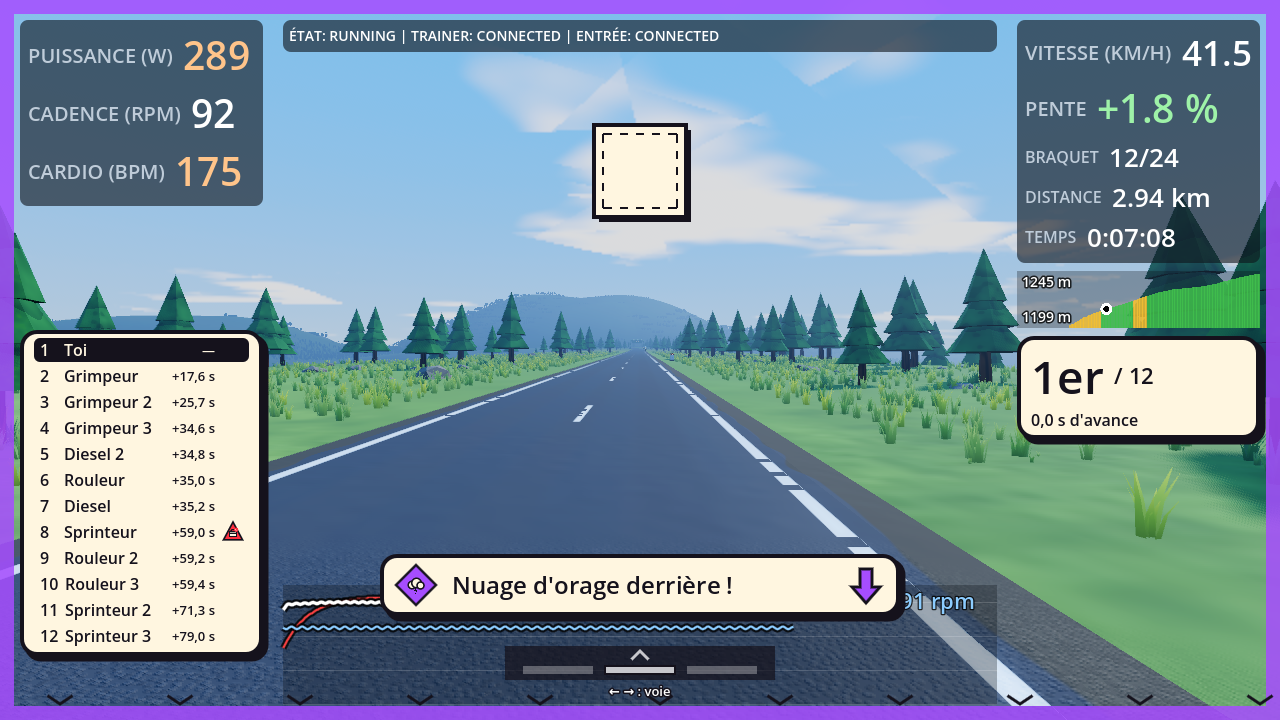 PUISSANCE (W) 289
CADENCE (RPM) 92
CARDIO (BPM) 175
ÉTAT: RUNNING | TRAINER: CONNECTED | ENTRÉE: CONNECTED
VITESSE (KM/H) 41.5
PENTE +1.8 %
BRAQUET 12/24
DISTANCE 2.94 km
TEMPS 0:07:08
1245 m
1199 m
1er / 12
0,0 s d'avance
1 Toi —
2 Grimpeur +17,6 s
3 Grimpeur 2 +25,7 s
4 Grimpeur 3 +34,6 s
5 Diesel 2 +34,8 s
6 Rouleur +35,0 s
7 Diesel +35,2 s
8 Sprinteur +59,0 s
9 Rouleur 2 +59,2 s
10 Rouleur 3 +59,4 s
11 Sprinteur 2 +71,3 s
12 Sprinteur 3 +79,0 s
Nuage d'orage derrière !
91 rpm
←→ : voie